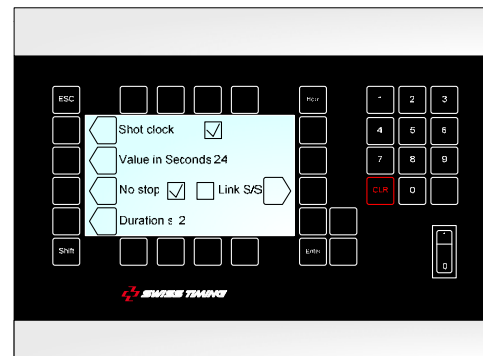 ESC
1 2 3
Shot clock
4 5 6
Value in Seconds 24
7 8 9
No stop Link S/S
CLR 0
Duration s 2
Shift
Enter
0
SWISS TIMING